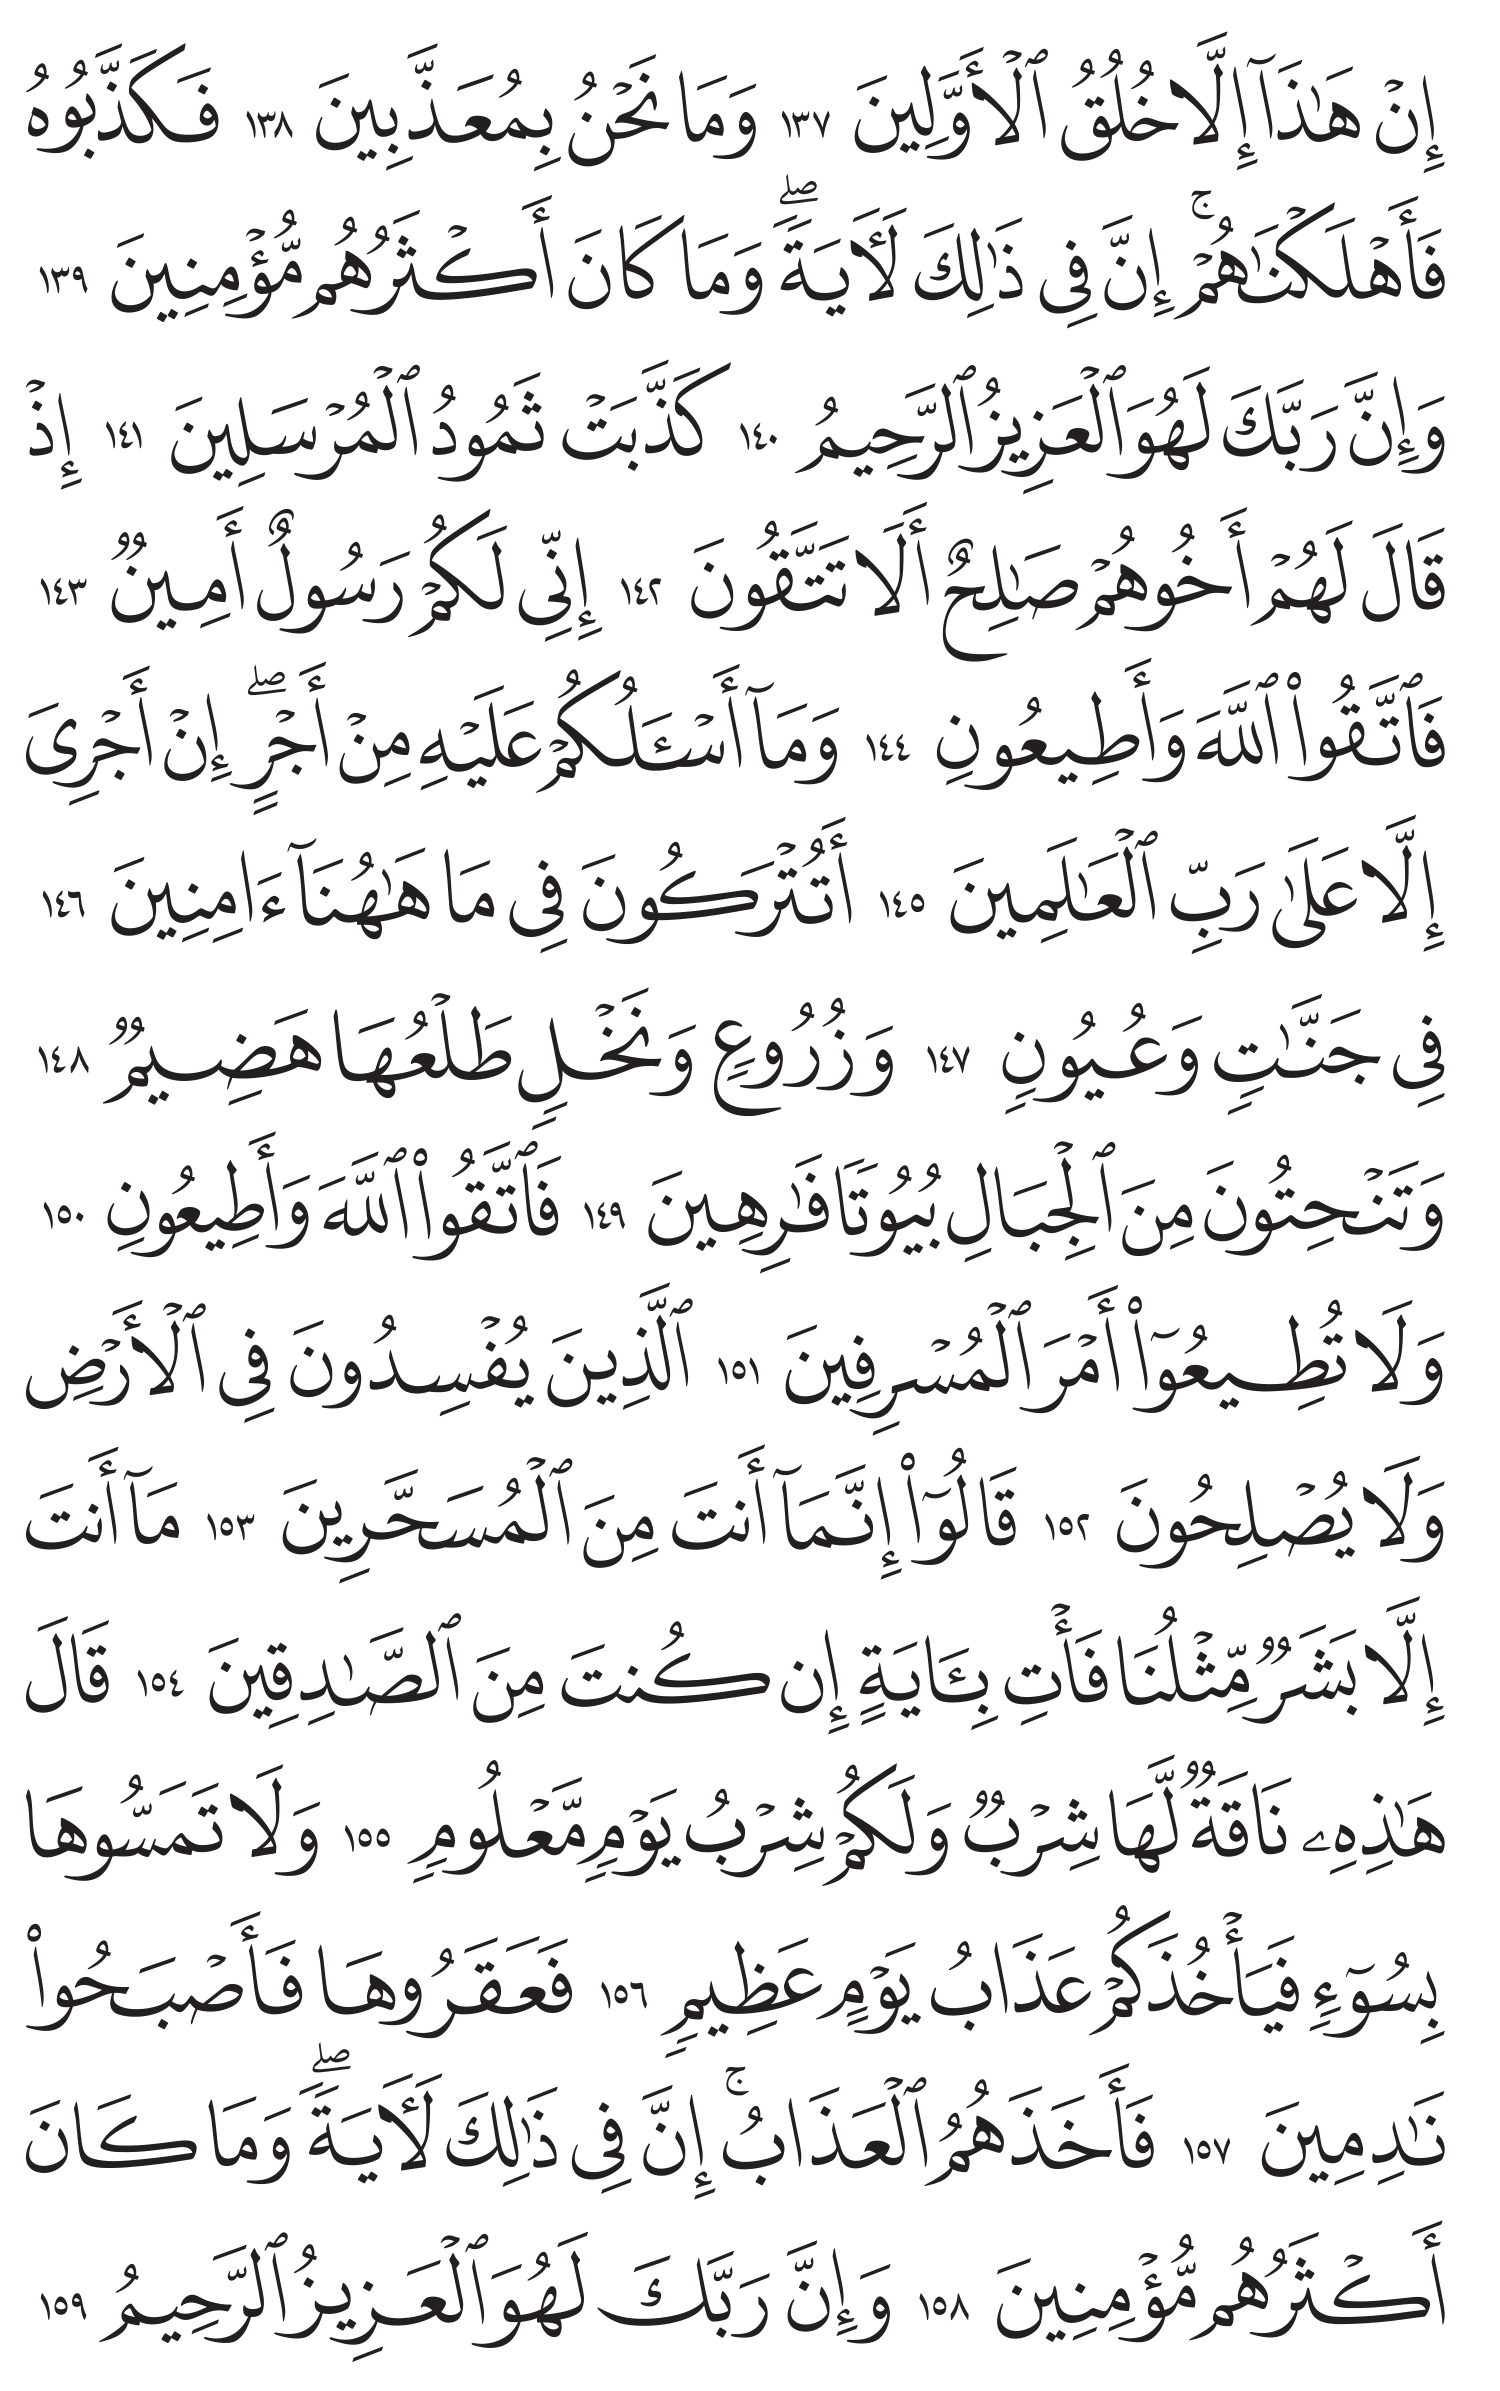 إِنۡ هَٰذَآ إِلَّا خُلُقُ ٱلۡأَوَّلِينَ ١٣٧ وَمَا نَحۡنُ بِمُعَذَّبِينَ ١٣٨ فَكَذَّبُوهُ
فَأَهۡلَكۡنَٰهُمۡۚ إِنَّ فِي ذَٰلِكَ لَأٓيَةٗۖ وَمَا كَانَ أَكۡثَرُهُم مُّؤۡمِنِينَ ١٣٩
وَإِنَّ رَبَّكَ لَهُوَ ٱلۡعَزِيزُ ٱلرَّحِيمُ ١٤٠ كَذَّبَتۡ ثَمُودُ ٱلۡمُرۡسَلِينَ ١٤١ إِذۡ
قَالَ لَهُمۡ أَخُوهُمۡ صَٰلِحٌ أَلَا تَتَّقُونَ ١٤٢ إِنِّي لَكُمۡ رَسُولٌ أَمِينٞ ١٤٣
فَٱتَّقُواْ ٱللَّهَ وَأَطِيعُونِ ١٤٤ وَمَآ أَسۡـَٔلُكُمۡ عَلَيۡهِ مِنۡ أَجۡرٍۖ إِنۡ أَجۡرِيَ
إِلَّا عَلَىٰ رَبِّ ٱلۡعَٰلَمِينَ ١٤٥ أَتُتۡرَكُونَ فِي مَا هَٰهُنَآ ءَامِنِينَ ١٤٦
فِي جَنَّٰتٖ وَعُيُونٖ ١٤٧ وَزُرُوعٖ وَنَخۡلٖ طَلۡعُهَا هَضِيمٞ ١٤٨
وَتَنۡحِتُونَ مِنَ ٱلۡجِبَالِ بُيُوتٗا فَٰرِهِينَ ١٤٩ فَٱتَّقُواْ ٱللَّهَ وَأَطِيعُونِ ١٥٠
وَلَا تُطِيعُوٓاْ أَمۡرَ ٱلۡمُسۡرِفِينَ ١٥١ ٱلَّذِينَ يُفۡسِدُونَ فِي ٱلۡأَرۡضِ
وَلَا يُصۡلِحُونَ ١٥٢ قَالُوٓاْ إِنَّمَآ أَنتَ مِنَ ٱلۡمُسَحَّرِينَ ١٥٣ مَآ أَنتَ
إِلَّا بَشَرٞ مِّثۡلُنَا فَأۡتِ بِـَٔايَةٍ إِن كُنتَ مِنَ ٱلصَّٰدِقِينَ ١٥٤ قَالَ
هَٰذِهِۦ نَاقَةٞ لَّهَا شِرۡبٞ وَلَكُمۡ شِرۡبُ يَوۡمٖ مَّعۡلُومٖ ١٥٥ وَلَا تَمَسُّوهَا
بِسُوٓءٖ فَيَأۡخُذَكُمۡ عَذَابُ يَوۡمٍ عَظِيمٖ ١٥٦ فَعَقَرُوهَا فَأَصۡبَحُواْ
نَٰدِمِينَ ١٥٧ فَأَخَذَهُمُ ٱلۡعَذَابُۚ إِنَّ فِي ذَٰلِكَ لَأٓيَةٗۖ وَمَا كَانَ
أَكۡثَرُهُم مُّؤۡمِنِينَ ١٥٨ وَإِنَّ رَبَّكَ لَهُوَ ٱلۡعَزِيزُ ٱلرَّحِيمُ ١٥٩